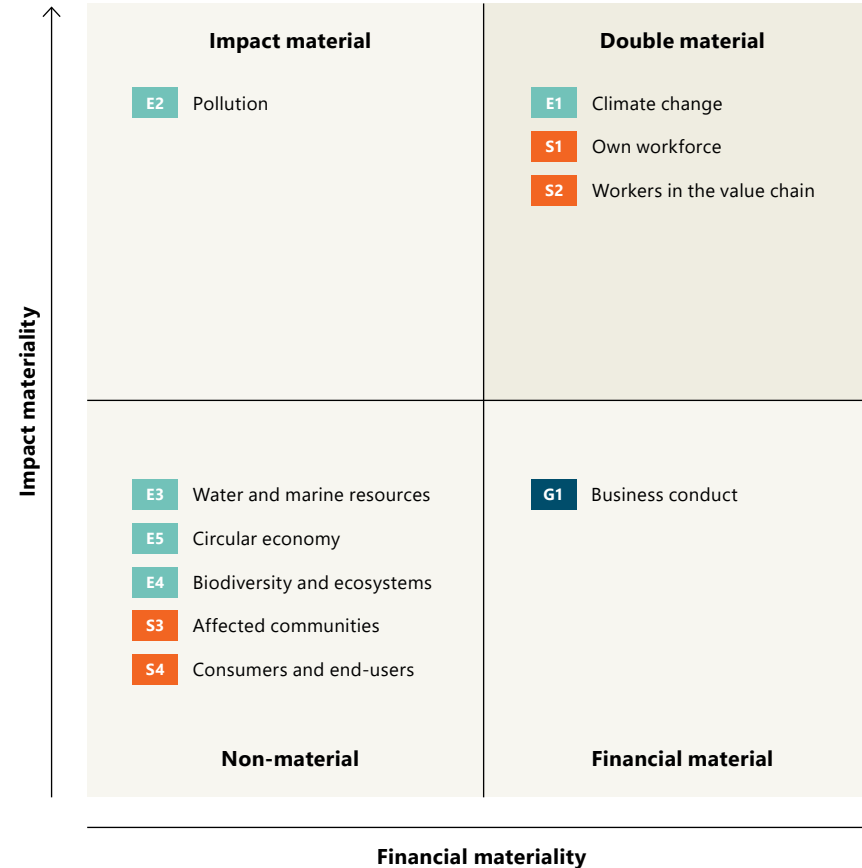 Impact material
E2 Pollution
Double material
E1 Climate change
S1 Own workforce
S2 Workers in the value chain
Impact materiality
E3 Water and marine resources
E5 Circular economy
E4 Biodiversity and ecosystems
S3 Affected communities
S4 Consumers and end-users
Non-material
G1 Business conduct
Financial material
Financial materiality